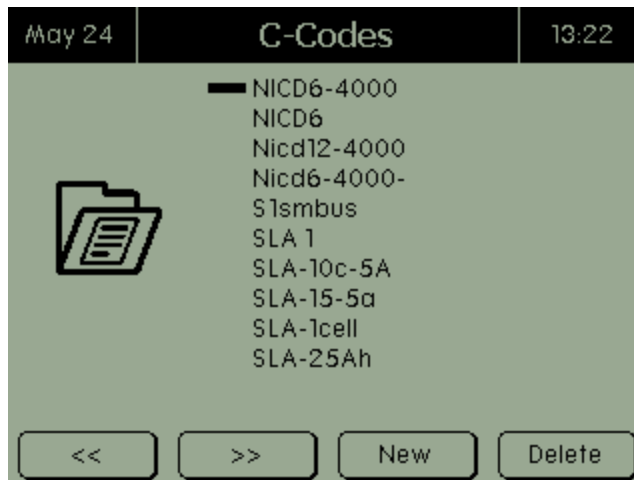 May 24 C-Codes 13:22
NICD6-4000
NICD6
Nicd12-4000
Nicd6-4000-
S1smbus
SLA 1
SLA-10c-5A
SLA-15-5a
SLA-1cell
SLA-25Ah
<< >> New Delete